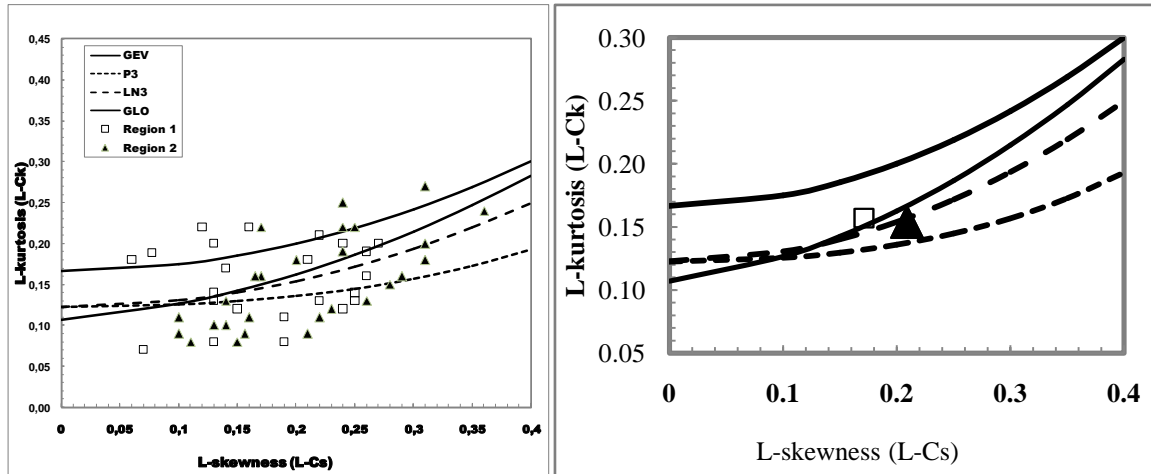 0,45
0,40
0,35
0,30
0,25
0,20
0,15
0,10
0,05
0,00
L-kurtosis (L-Ck)
GEV
P3
LN3
GLO
Region 1
Region 2
0 0,05 0,1 0,15 0,2 0,25 0,3 0,35 0,4
L-skewness (L-Cs)
0.30
0.25
0.20
0.15
0.10
0.05
L-kurtosis (L-Ck)
0 0.1 0.2 0.3 0.4
L-skewness (L-Cs)